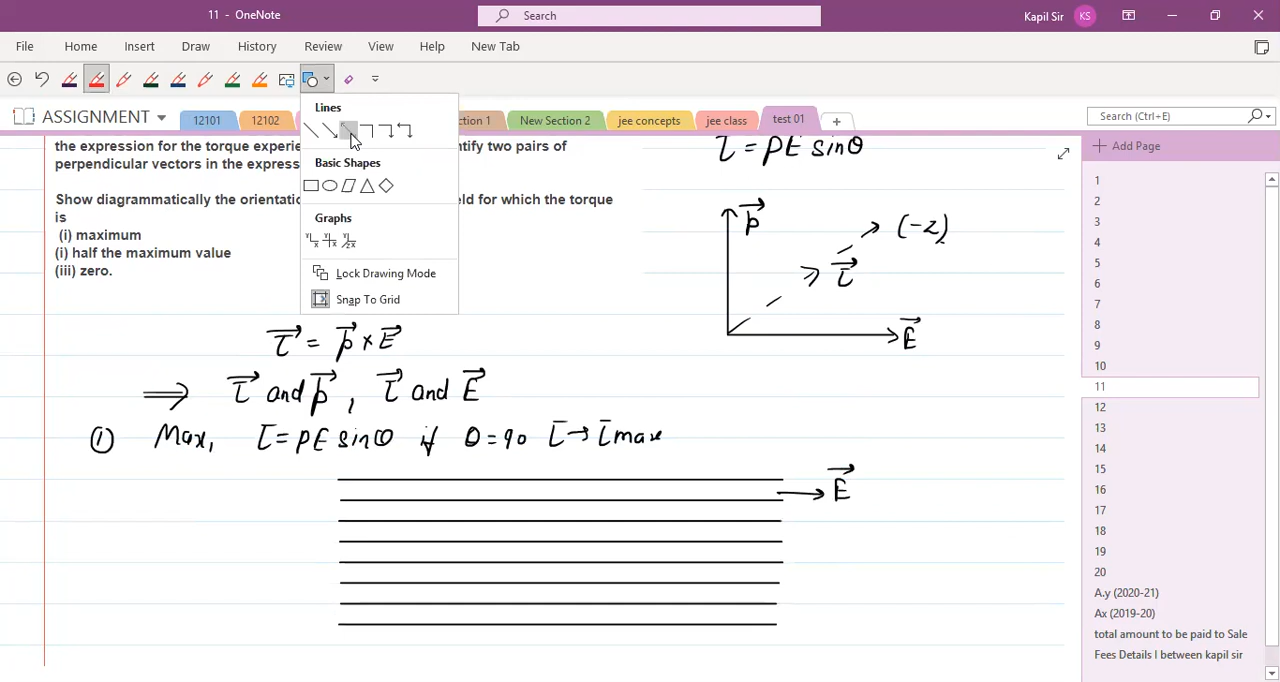 11 - OneNote
Search
Kapil Sir
KS
File Home Insert Draw History Review View Help New Tab
ASSIGNMENT
12101 12102 ction 1 New Section 2 jee concepts jee class test 01
Search (Ctrl+E)
Lines
Basic Shapes
Graphs
Lock Drawing Mode
Snap To Grid
the expression for the torque experie ntify two pairs of
perpendicular vectors in the express
Show diagrammatically the orientatio eld for which the torque
is
(i) maximum
(i) half the maximum value
(iii) zero.
τ = PE sinθ
p⃗
(-z)
τ⃗
E⃗
τ⃗ = p⃗ × E⃗
⟹ τ⃗ and p⃗, τ⃗ and E⃗
① Max, τ = pE sinθ if θ = 90 τ → τmax
→ E⃗
Add Page
1
2
3
4
5
6
7
8
9
10
11
12
13
14
15
16
17
18
19
20
A.y (2020-21)
Ax (2019-20)
total amount to be paid to Sale
Fees Details I between kapil sir